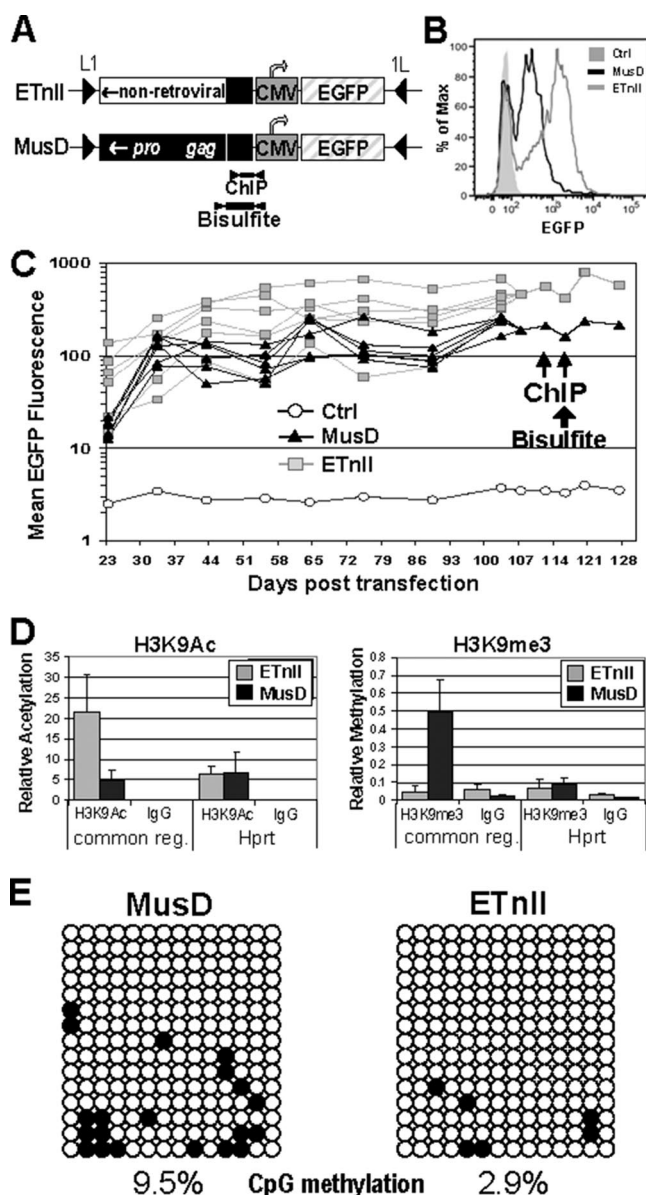 A
L1 1L
ETnII ←non-retroviral CMV EGFP
MusD ← pro gag CMV EGFP
ChIP
Bisulfite
B
Ctrl
MusD
ETnII
% of Max
100
80
60
40
20
0
0 10² 10³ 10⁴ 10⁵
EGFP
C
Mean EGFP Fluorescence
1000
100
10
1
Ctrl
MusD
ETnII
ChIP
Bisulfite
23 30 37 44 51 58 65 72 79 86 93 100 107 114 121 128
Days post transfection
D
H3K9Ac
Relative Acetylation
35
30
25
20
15
10
5
0
ETnII
MusD
H3K9Ac IgG H3K9Ac IgG
common reg. Hprt
H3K9me3
Relative Methylation
0.8
0.7
0.6
0.5
0.4
0.3
0.2
0.1
0
ETnII
MusD
H3K9me3 IgG H3K9me3 IgG
common reg. Hprt
E
MusD ETnII
9.5% CpG methylation 2.9%